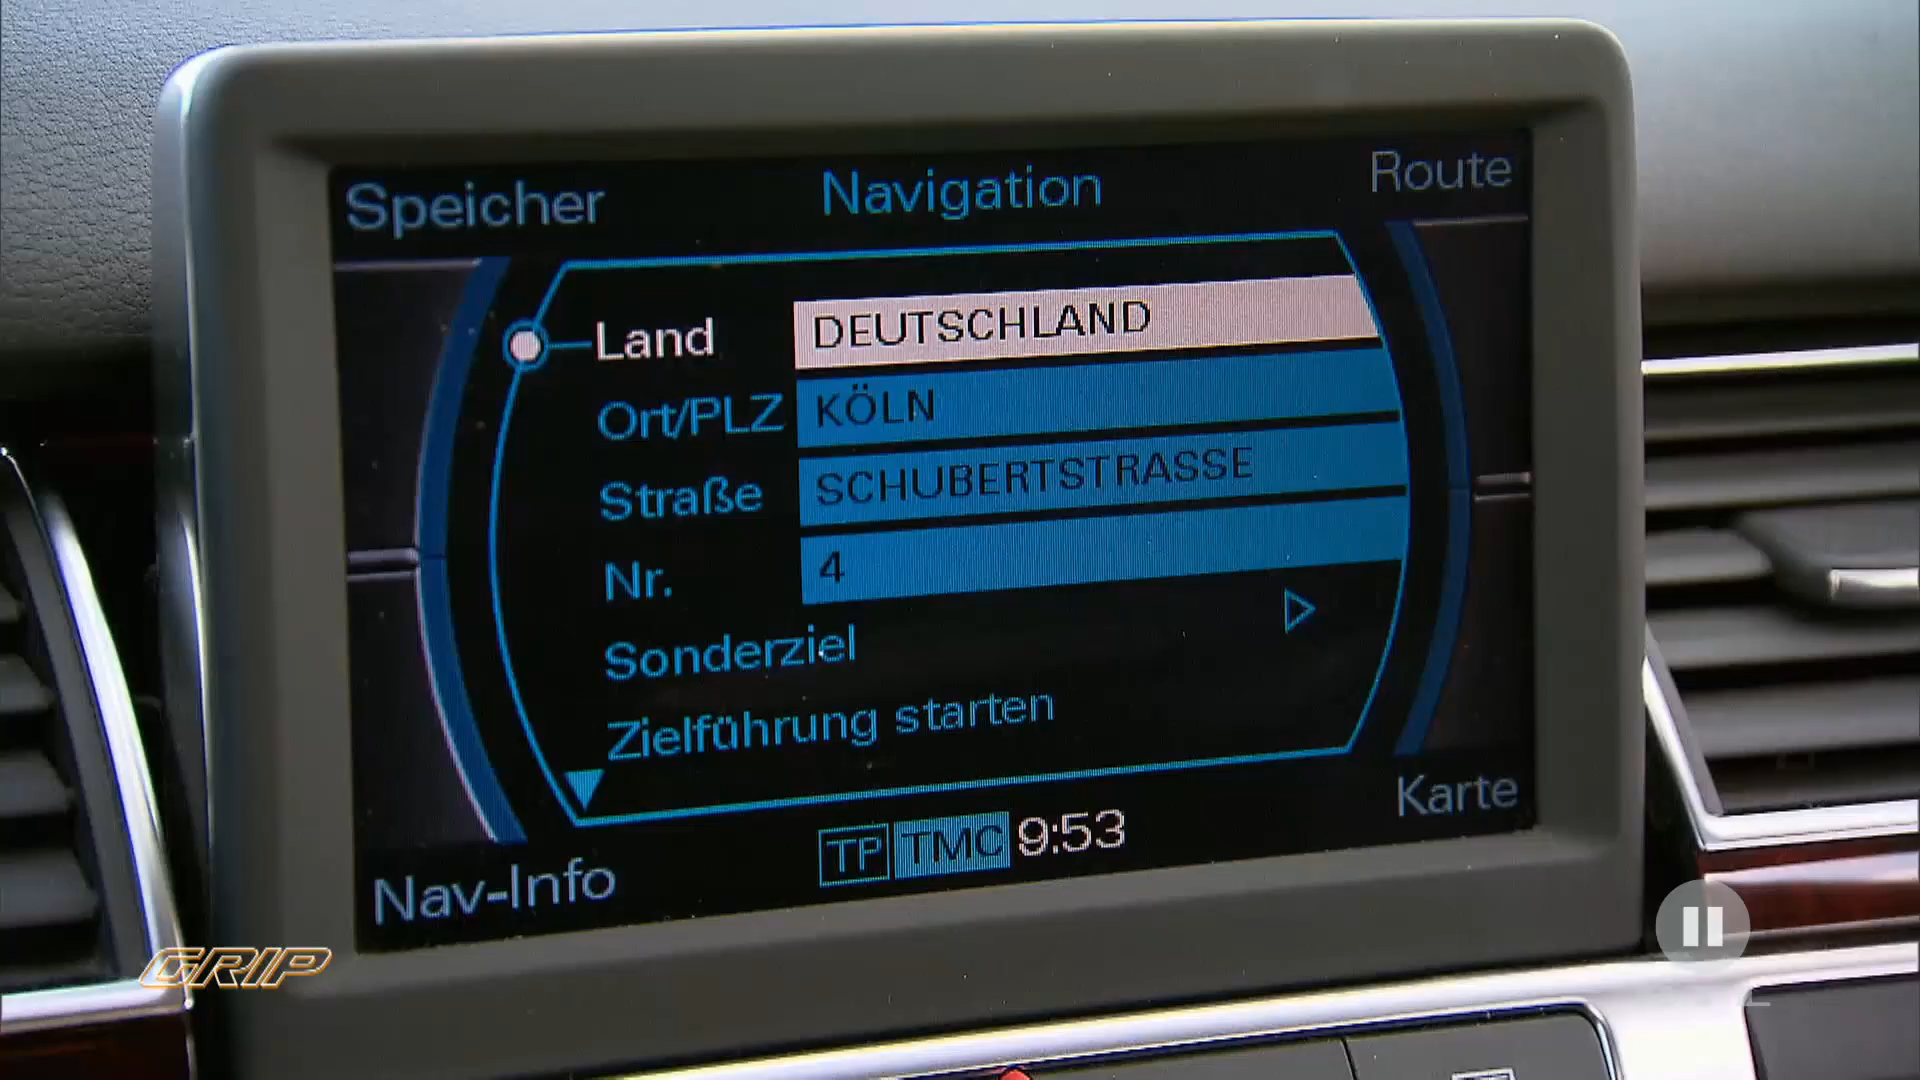 Speicher Navigation Route
Land DEUTSCHLAND
Ort/PLZ KÖLN
Straße SCHUBERTSTRASSE
Nr. 4
Sonderziel
Zielführung starten
Karte
Nav-Info TP TMC 9:53
GRIP